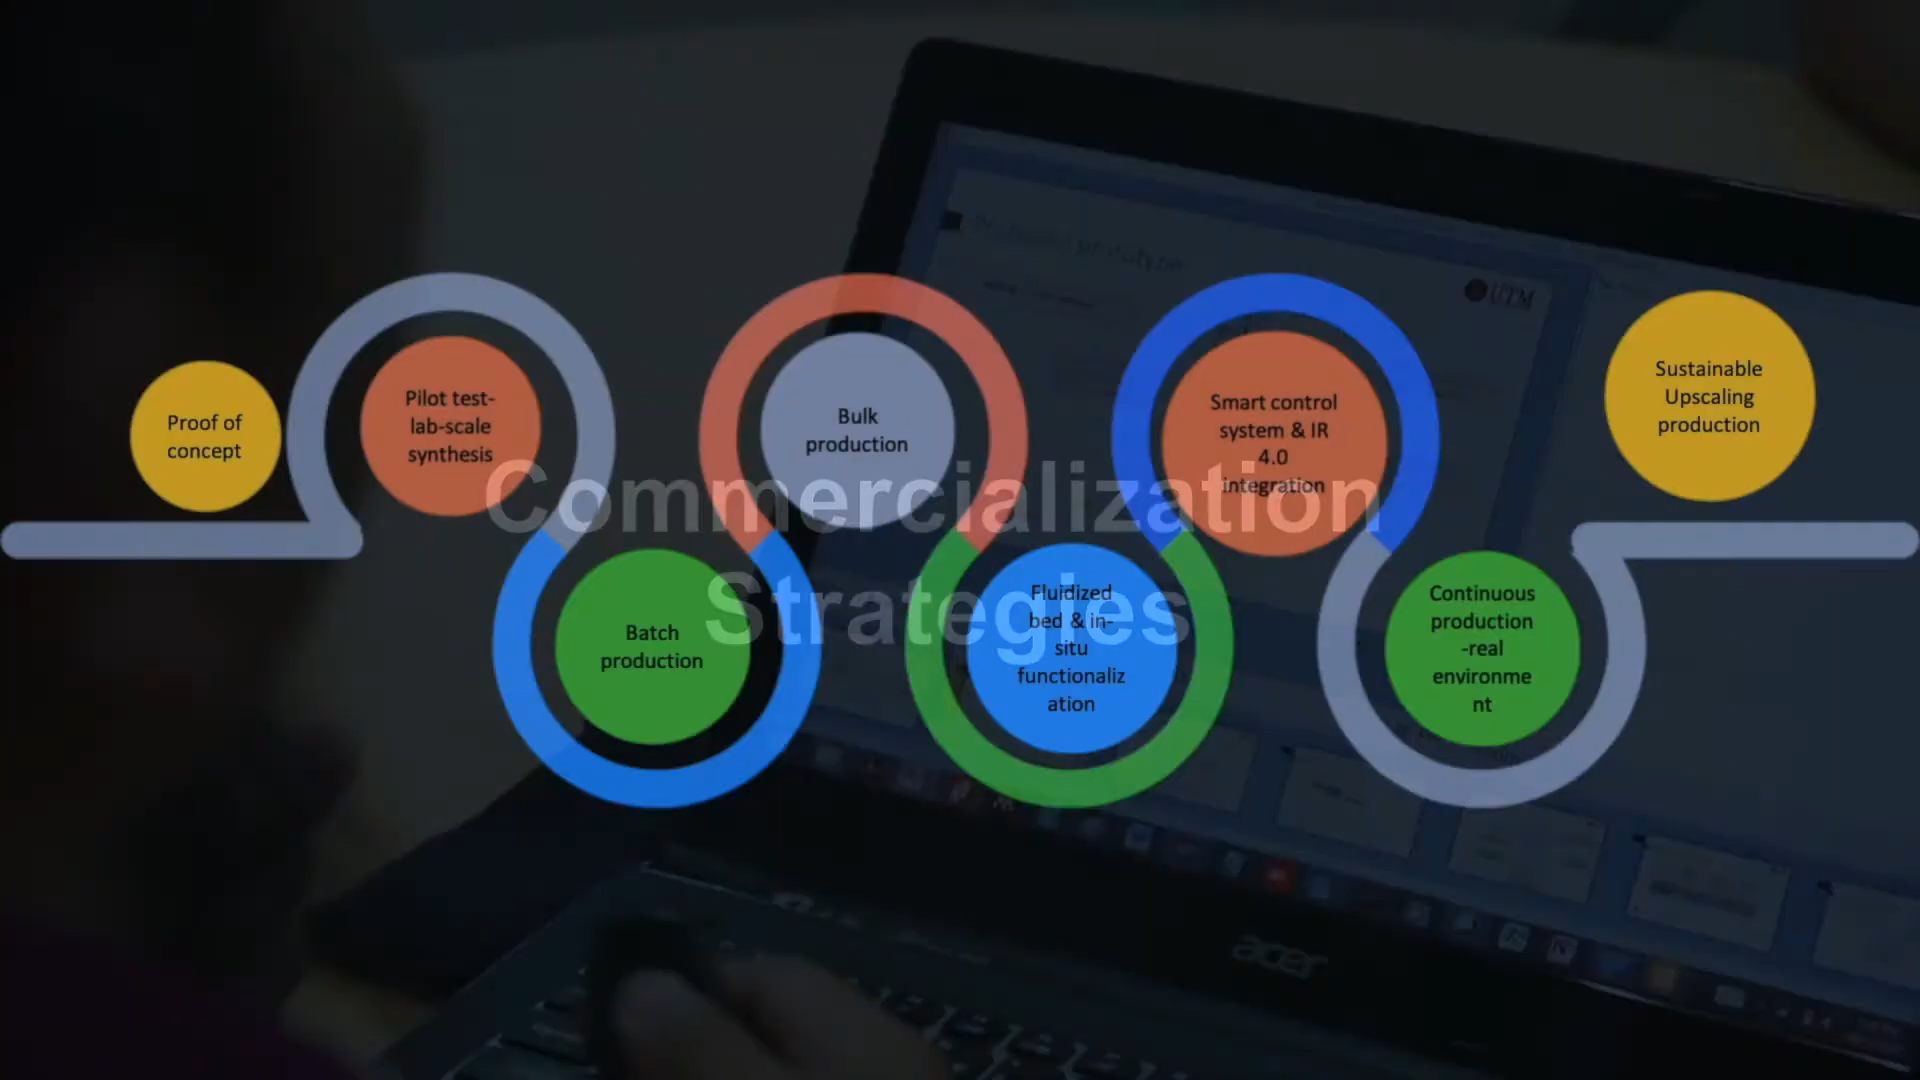 Proof of
concept
Pilot test-
lab-scale
synthesis
Batch
production
Bulk
production
Fluidized
bed & in-
situ
functionaliz
ation
Smart control
system & IR
4.0
integration
Continuous
production
-real
environme
nt
Sustainable
Upscaling
production
Commercialization
Strategies
UTM
acer